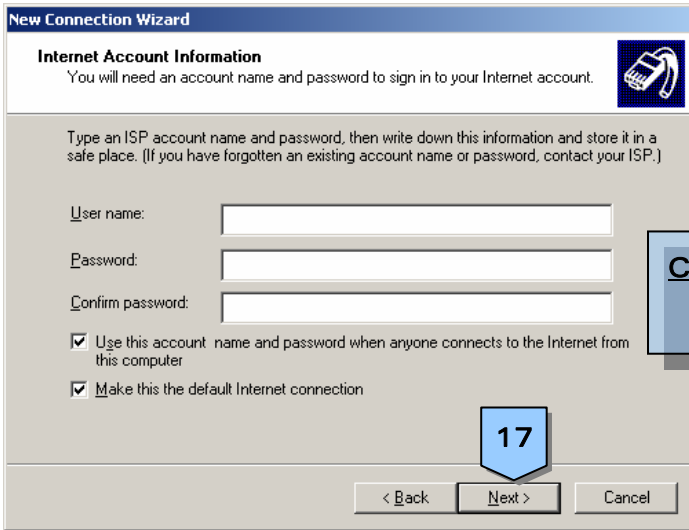 New Connection Wizard
Internet Account Information
You will need an account name and password to sign in to your Internet account.
Type an ISP account name and password, then write down this information and store it in a
safe place. (If you have forgotten an existing account name or password, contact your ISP.)
User name:
Password:
Confirm password:
Use this account name and password when anyone connects to the Internet from
this computer
Make this the default Internet connection
17
< Back
Next >
Cancel